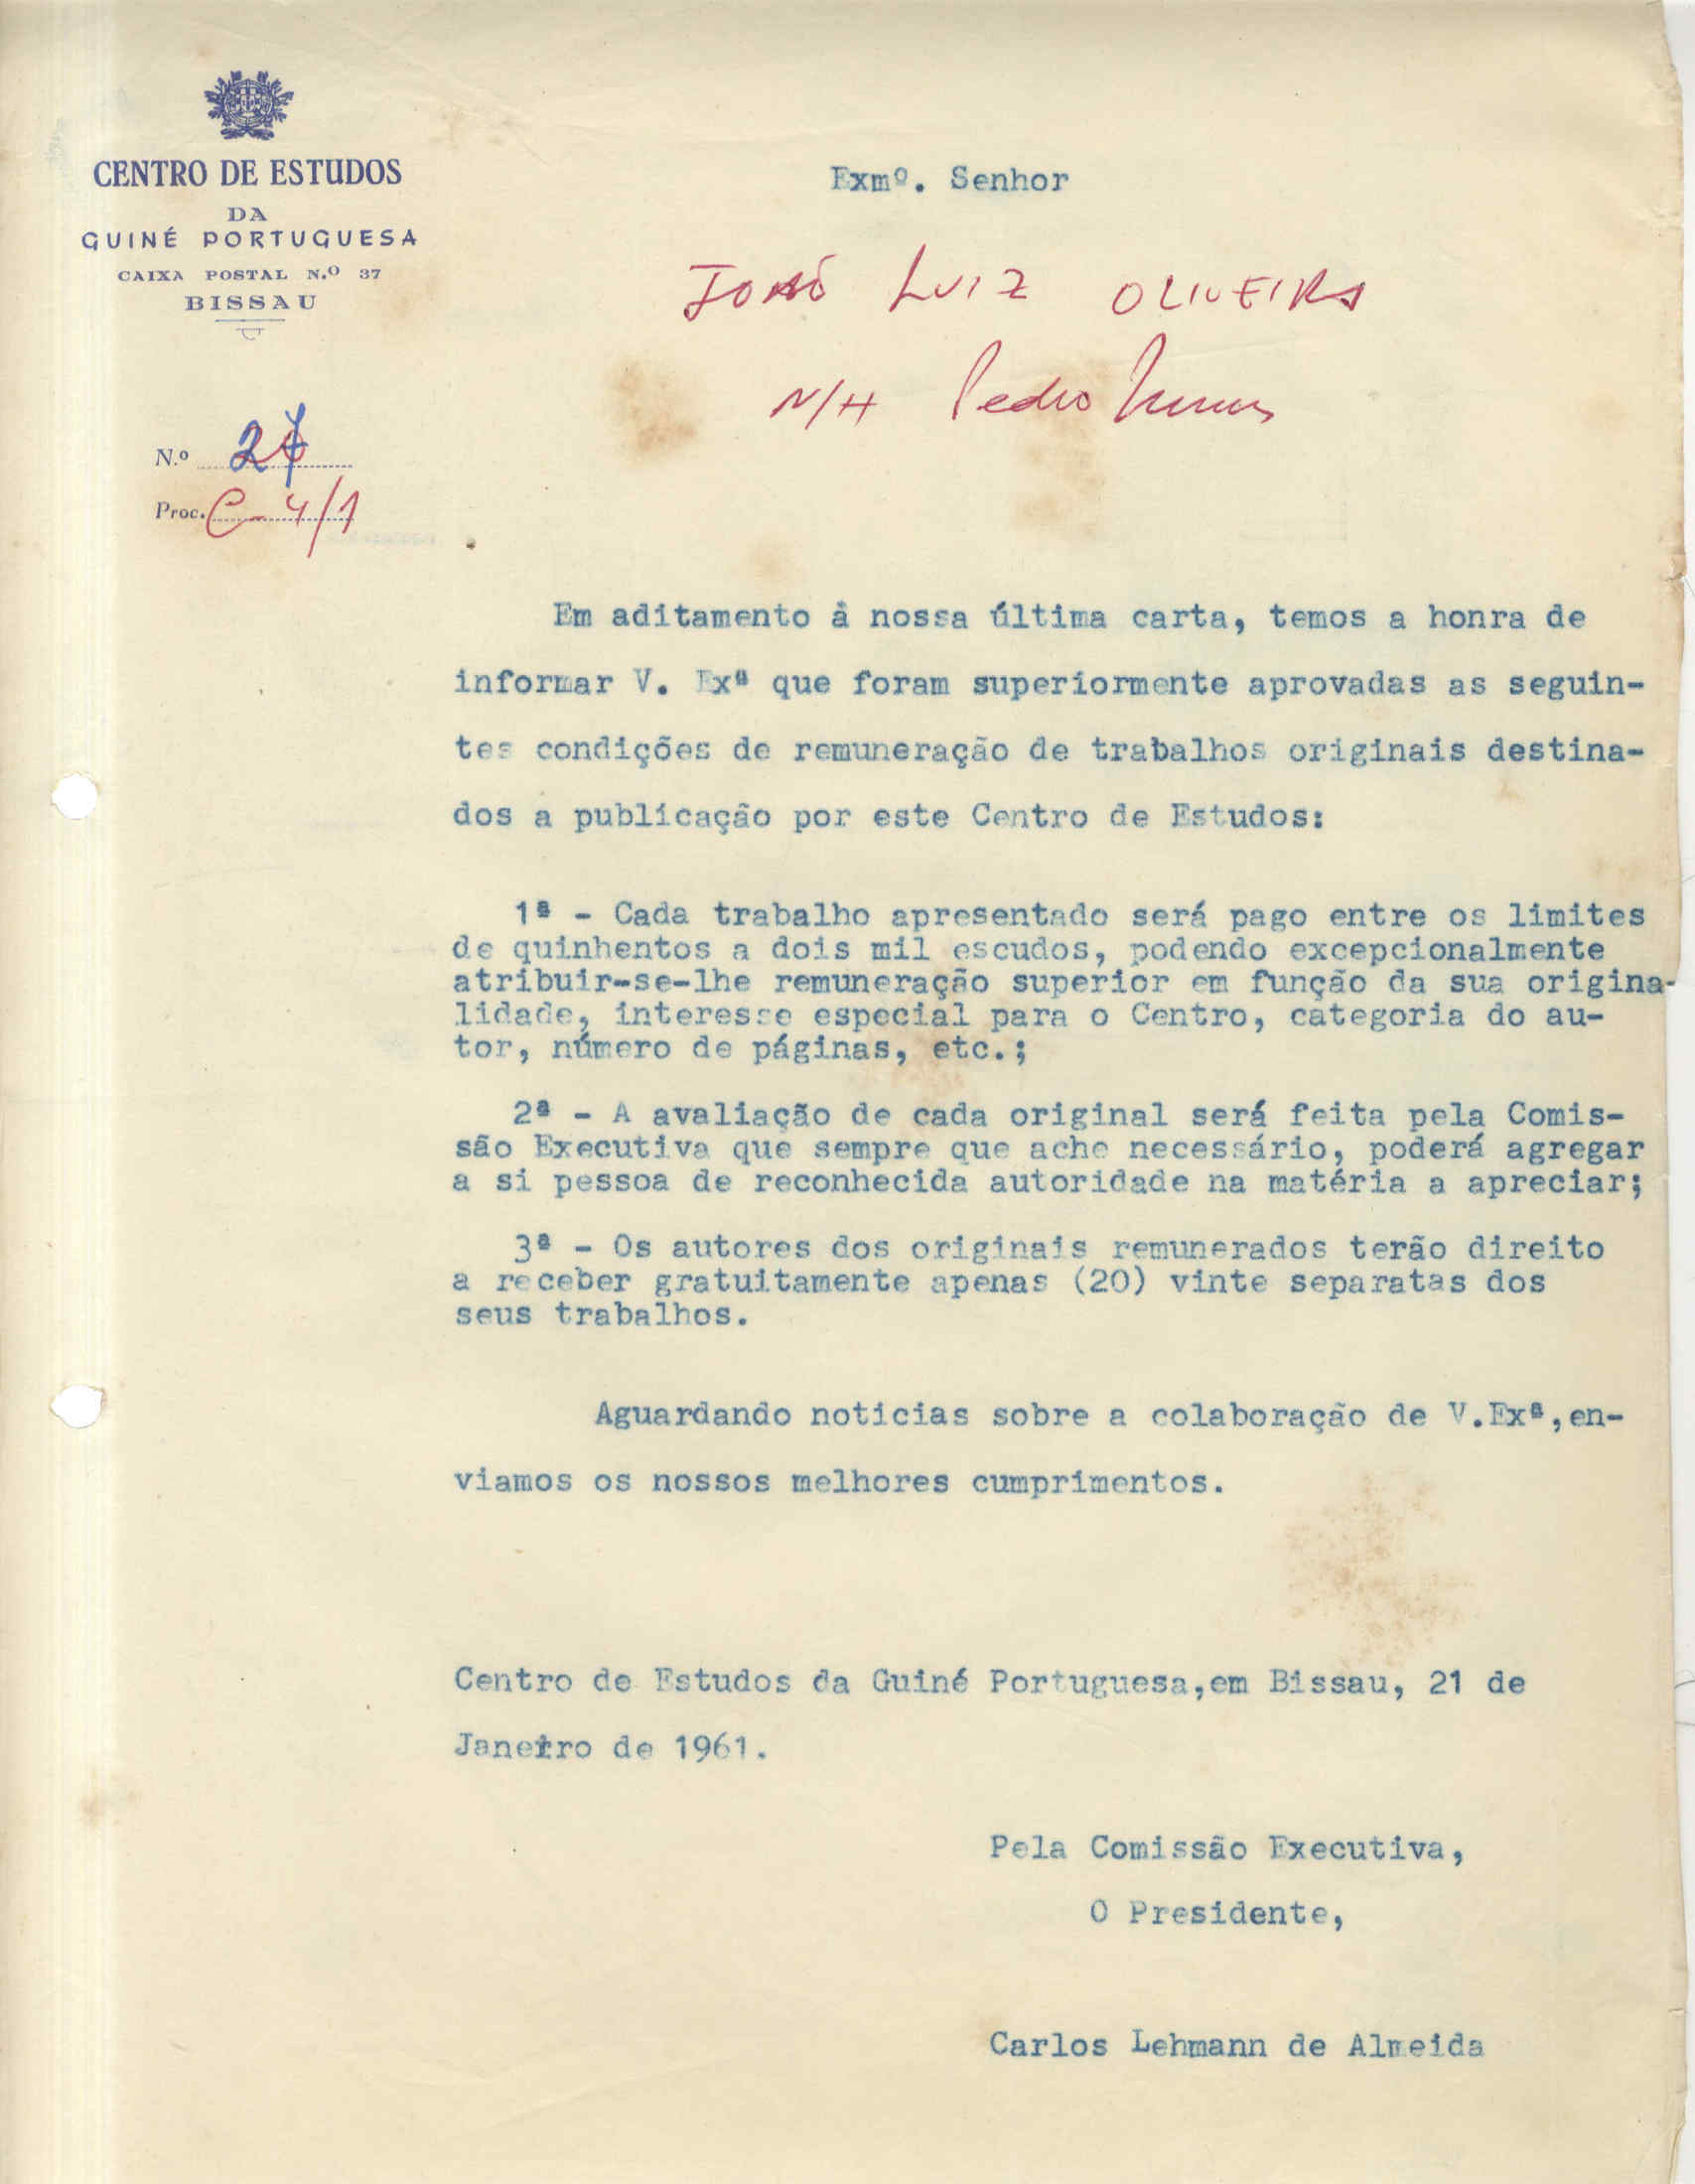 CENTRO DE ESTUDOS
DA
GUINÉ PORTUGUESA
CAIXA POSTAL N.º 37
BISSAU
Exmº. Senhor
JOÃO LUIZ OLIVEIRA
N/H Pedro
N.º 27
Proc. C-4/1
Em aditamento à nossa última carta, temos a honra de
informar V. Exª que foram superiormente aprovadas as seguin-
tes condições de remuneração de trabalhos originais destina-
dos a publicação por este Centro de Estudos:
1ª - Cada trabalho apresentado será pago entre os limites
de quinhentos a dois mil escudos, podendo excepcionalmente
atribuir-se-lhe remuneração superior em função da sua origina-
lidade, interesse especial para o Centro, categoria do au-
tor, número de páginas, etc.;
2ª - A avaliação de cada original será feita pela Comis-
são Executiva que sempre que ache necessário, poderá agregar
a si pessoa de reconhecida autoridade na matéria a apreciar;
3ª - Os autores dos originais remunerados terão direito
a receber gratuitamente apenas (20) vinte separatas dos
seus trabalhos.
Aguardando noticias sobre a colaboração de V.Exª,en-
viamos os nossos melhores cumprimentos.
Centro de Estudos da Guiné Portuguesa,em Bissau, 21 de
Janeiro de 1961.
Pela Comissão Executiva,
O Presidente,
Carlos Lehmann de Almeida